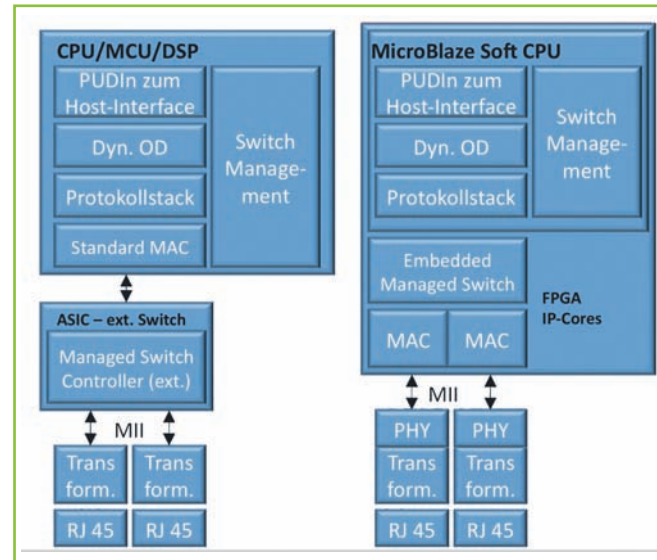 CPU/MCU/DSP
PUDIn zum
Host-Interface
Dyn. OD
Protokollstack
Standard MAC
Switch
Manage-
ment
ASIC – ext. Switch
Managed Switch
Controller (ext.)
MII
Trans
form.
Trans
form.
RJ 45
RJ 45
MicroBlaze Soft CPU
PUDIn zum
Host-Interface
Dyn. OD
Protokollstack
Switch
Manage-
ment
Embedded
Managed Switch
FPGA
IP-Cores
MAC
MAC
MII
PHY
PHY
Trans
form.
Trans
form.
RJ 45
RJ 45